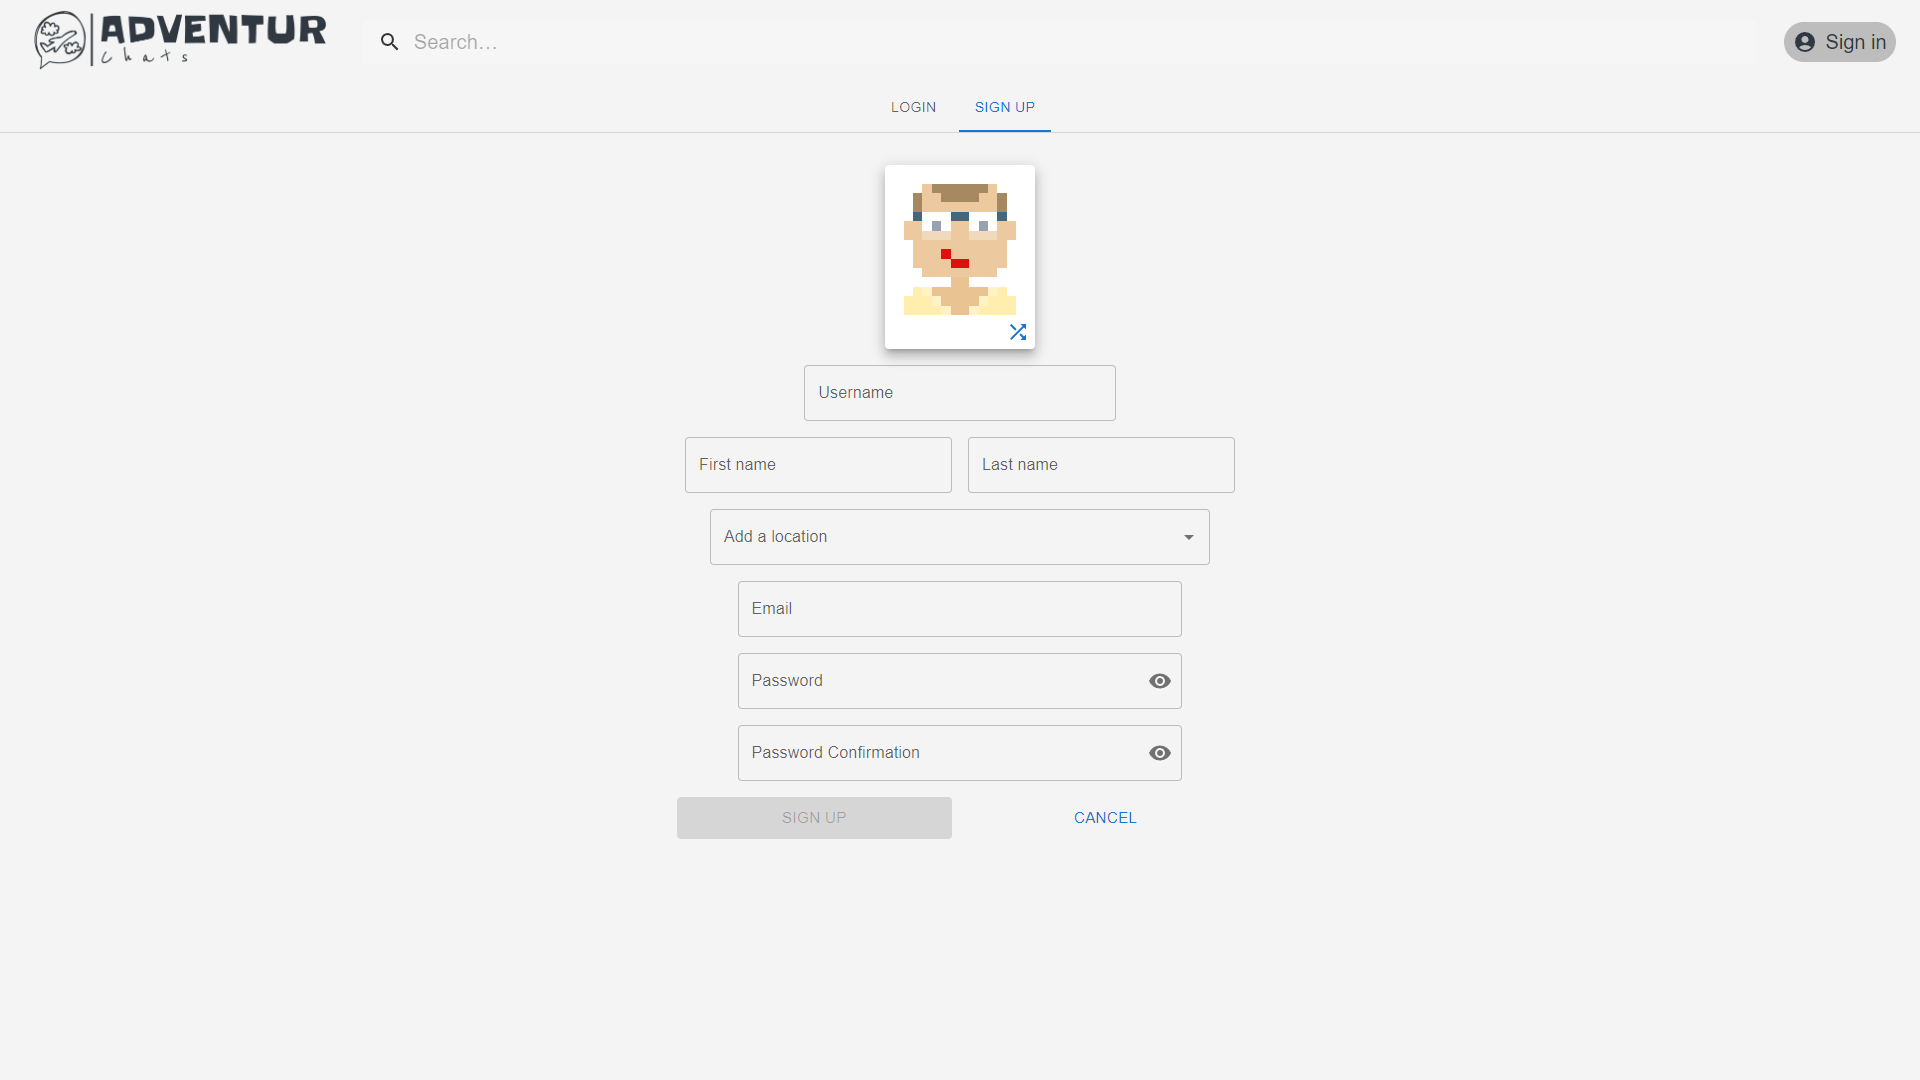 ADVENTUR
chats
Search...
Sign in
LOGIN
SIGN UP
Username
First name
Last name
Add a location
Email
Password
Password Confirmation
SIGN UP
CANCEL